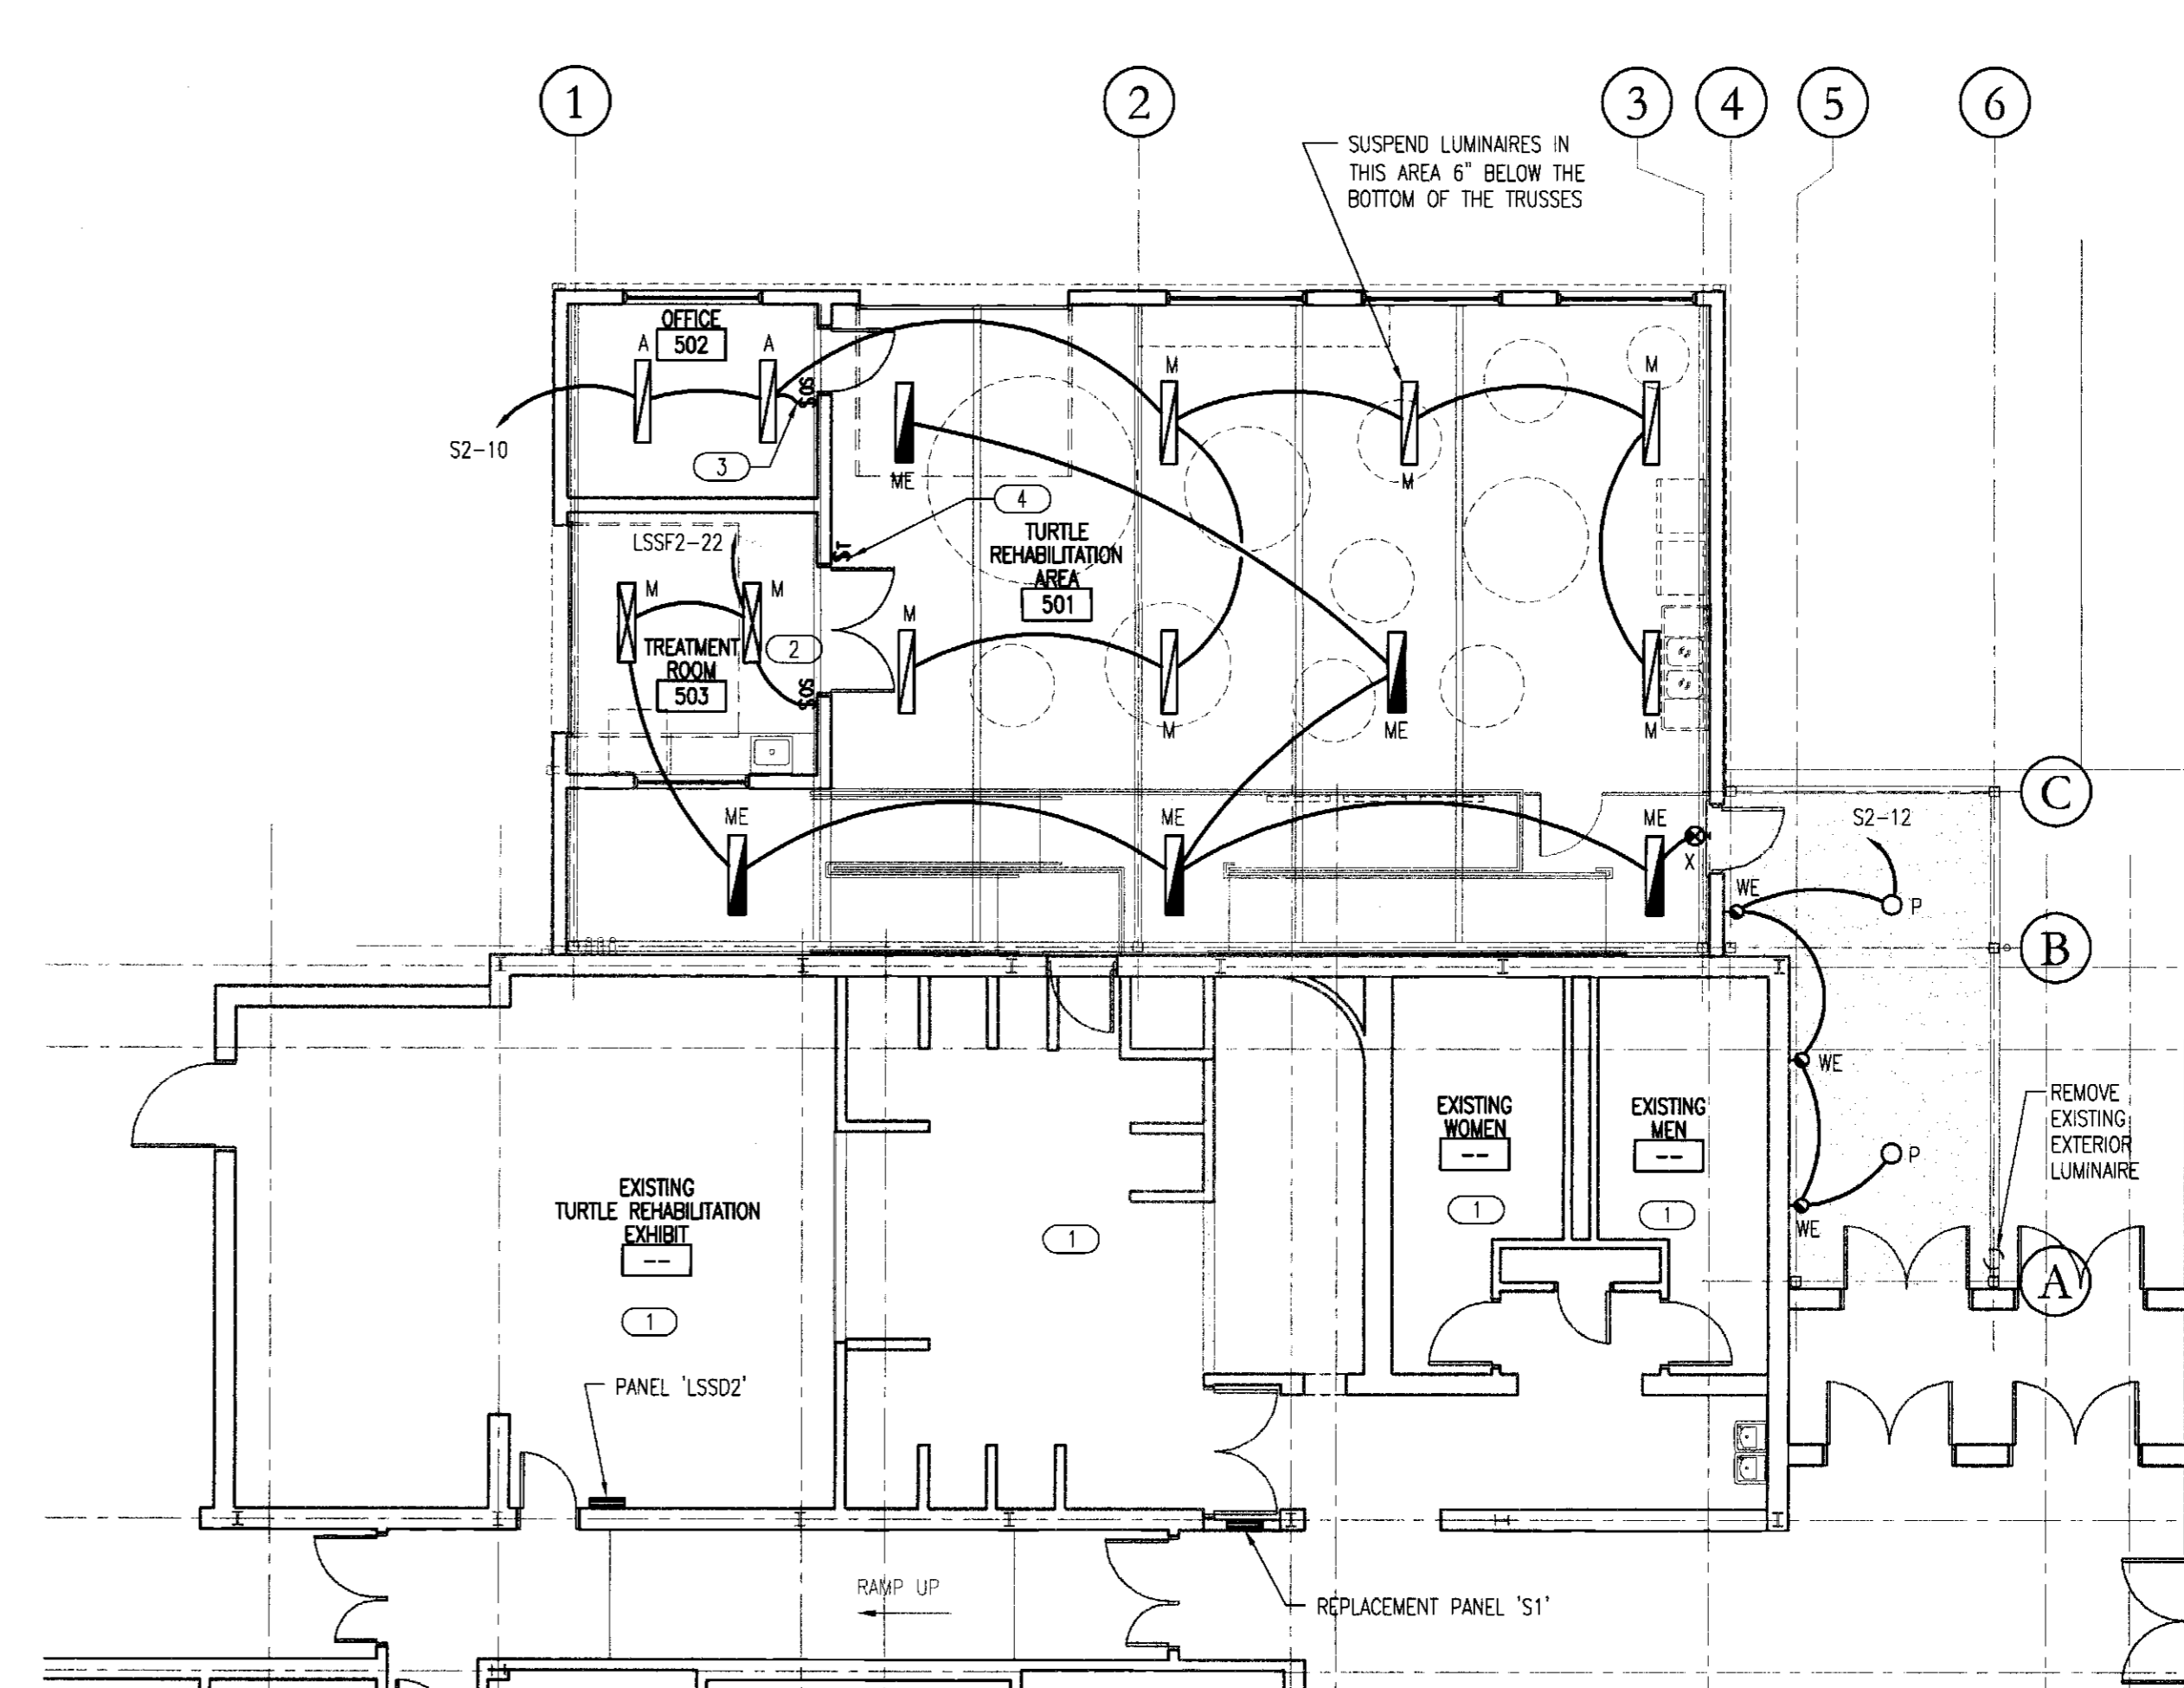 1
2
3
4
5
6
SUSPEND LUMINAIRES IN
THIS AREA 6" BELOW THE
BOTTOM OF THE TRUSSES
OFFICE
502
A
A
SOS
S2-10
3
ME
M
M
M
4
ST
TURTLE
REHABILITATION
AREA
501
LSSF2-22
M
M
2
TREATMENT
ROOM
503
SOS
M
M
ME
M
ME
ME
ME
X
C
S2-12
WE
P
B
WE
EXISTING
WOMEN
--
1
EXISTING
MEN
--
1
P
WE
REMOVE
EXISTING
EXTERIOR
LUMINAIRE
A
EXISTING
TURTLE REHABILITATION
EXHIBIT
--
1
1
PANEL 'LSSD2'
RAMP UP
REPLACEMENT PANEL 'S1'